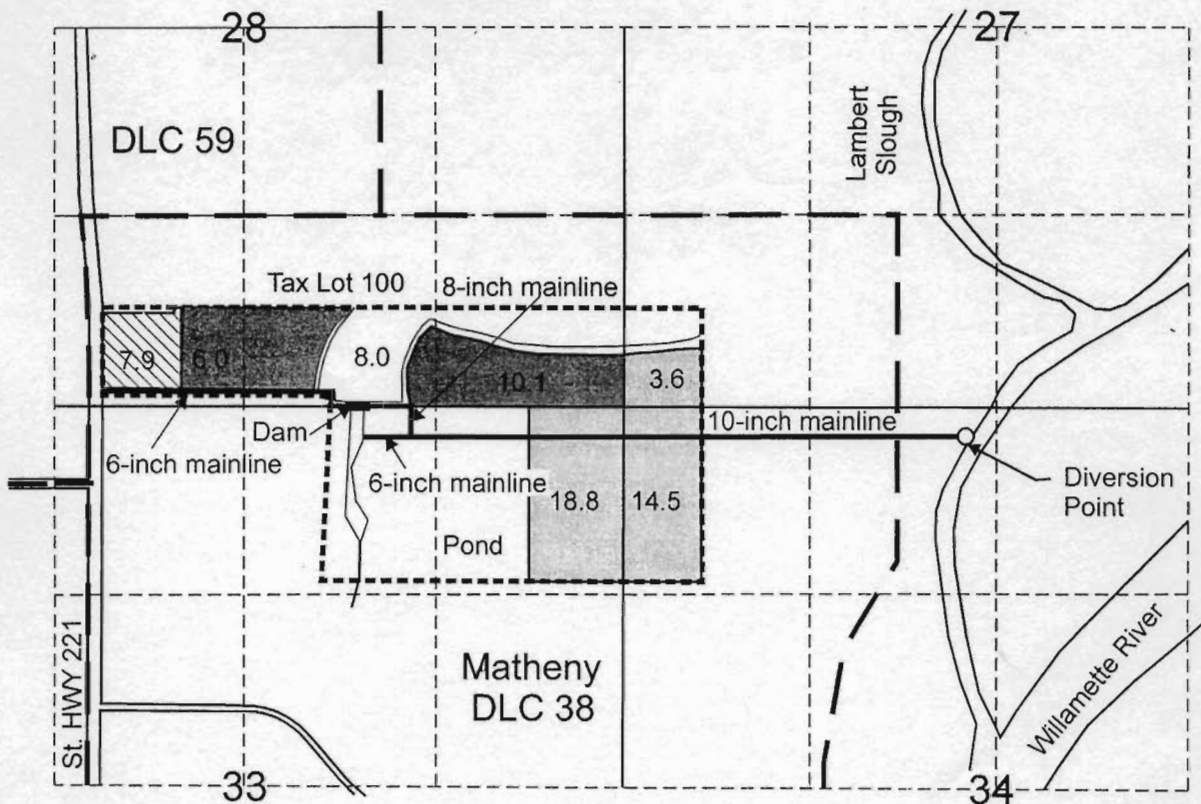 28
27
DLC 59
Lambert
Slough
Tax Lot 100
8-inch mainline
7.9
6.0
8.0
10.1
3.6
10-inch mainline
Dam
6-inch mainline
6-inch mainline
18.8
14.5
Diversion
Point
Pond
St. HWY 221
Matheny
DLC 38
Willamette River
33
34